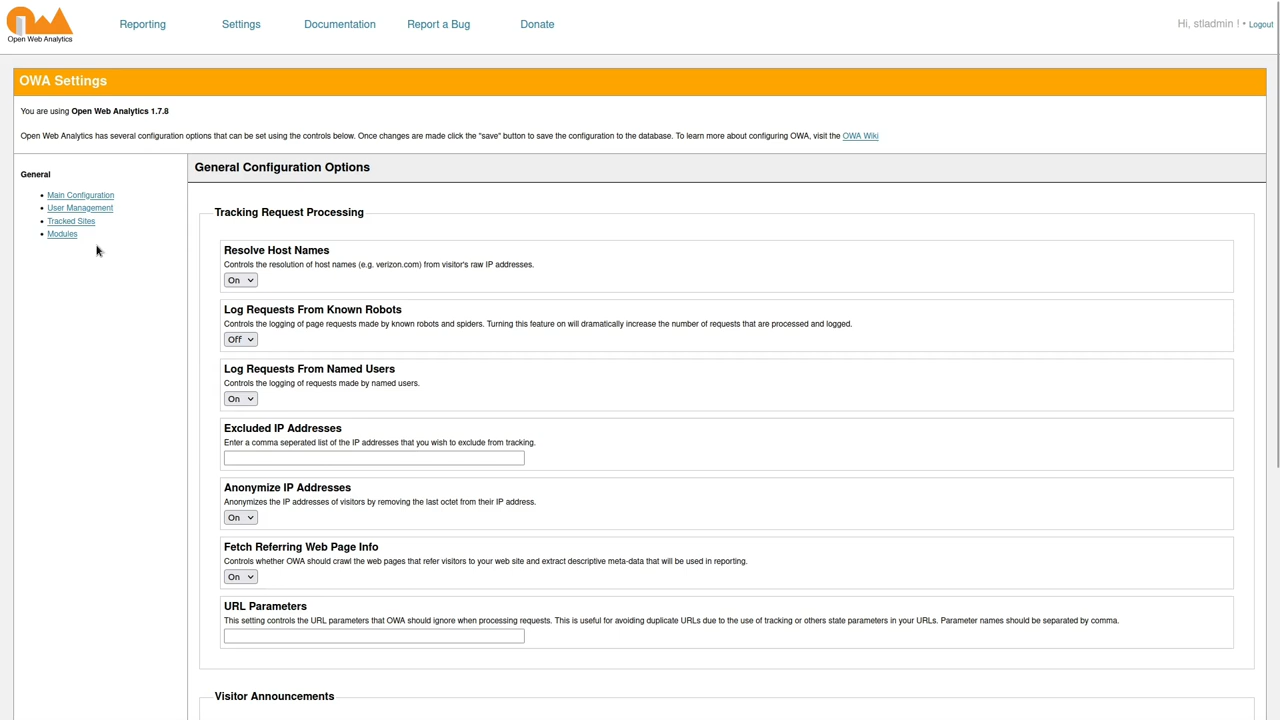 Reporting
Settings
Documentation
Report a Bug
Donate
Hi, stladmin ! • Logout
Open Web Analytics
OWA Settings
You are using Open Web Analytics 1.7.8
Open Web Analytics has several configuration options that can be set using the controls below. Once changes are made click the "save" button to save the configuration to the database. To learn more about configuring OWA, visit the OWA Wiki
General
• Main Configuration
• User Management
• Tracked Sites
• Modules
General Configuration Options
Tracking Request Processing
Resolve Host Names
Controls the resolution of host names (e.g. verizon.com) from visitor's raw IP addresses.
On
Log Requests From Known Robots
Controls the logging of page requests made by known robots and spiders. Turning this feature on will dramatically increase the number of requests that are processed and logged.
Off
Log Requests From Named Users
Controls the logging of requests made by named users.
On
Excluded IP Addresses
Enter a comma seperated list of the IP addresses that you wish to exclude from tracking.
Anonymize IP Addresses
Anonymizes the IP addresses of visitors by removing the last octet from their IP address.
On
Fetch Referring Web Page Info
Controls whether OWA should crawl the web pages that refer visitors to your web site and extract descriptive meta-data that will be used in reporting.
On
URL Parameters
This setting controls the URL parameters that OWA should ignore when processing requests. This is useful for avoiding duplicate URLs due to the use of tracking or others state parameters in your URLs. Parameter names should be separated by comma.
Visitor Announcements